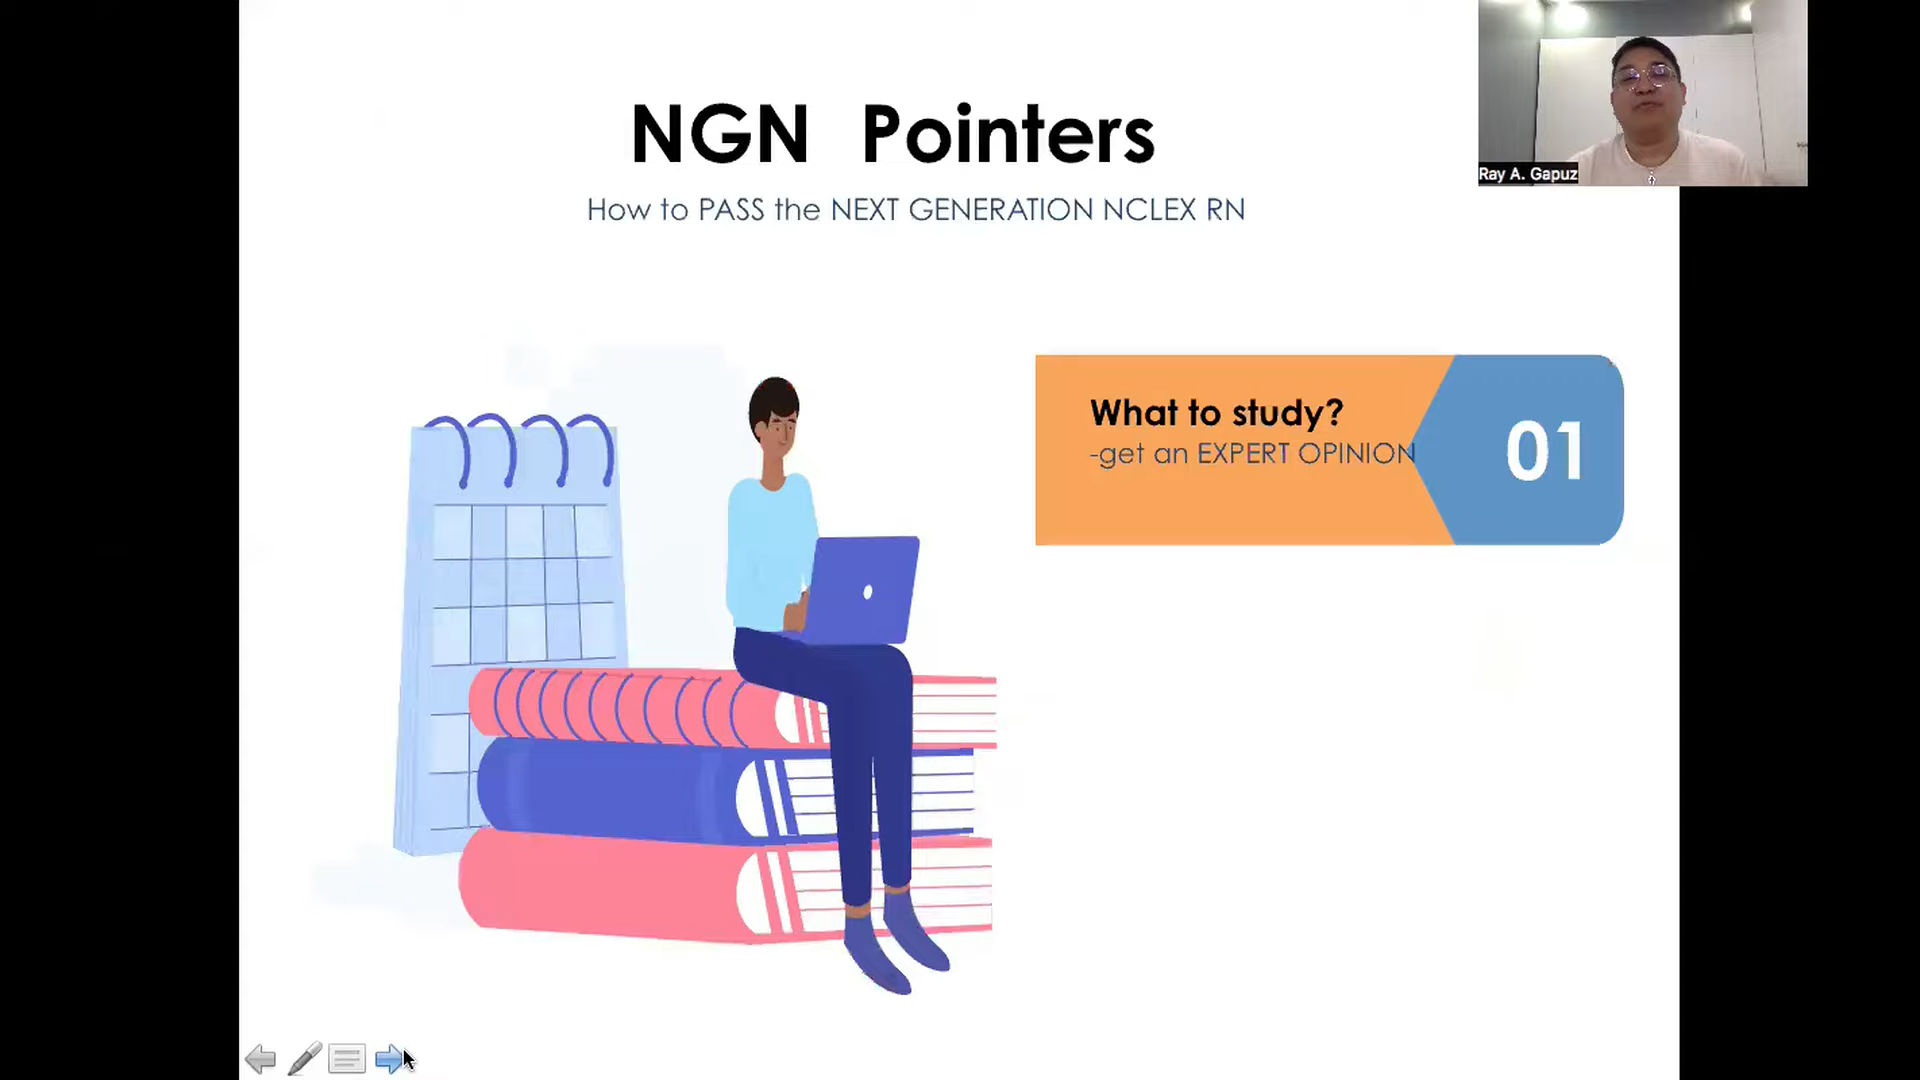 NGN Pointers
How to PASS the NEXT GENERATION NCLEX RN
Ray A. Gapuz
What to study?
-get an EXPERT OPINION
01